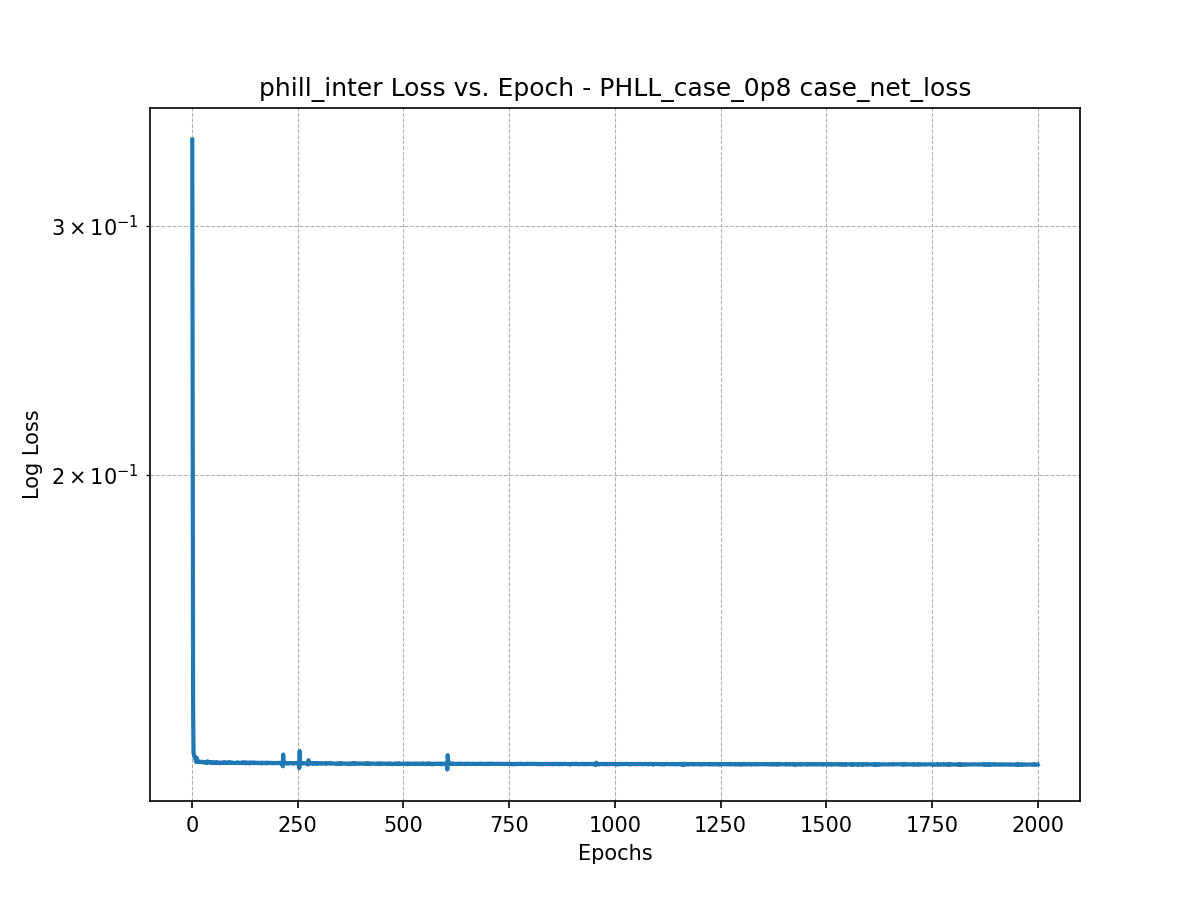 phill_inter Loss vs. Epoch - PHLL_case_0p8 case_net_loss
3 × 10⁻¹
2 × 10⁻¹
Log Loss
0 250 500 750 1000 1250 1500 1750 2000
Epochs